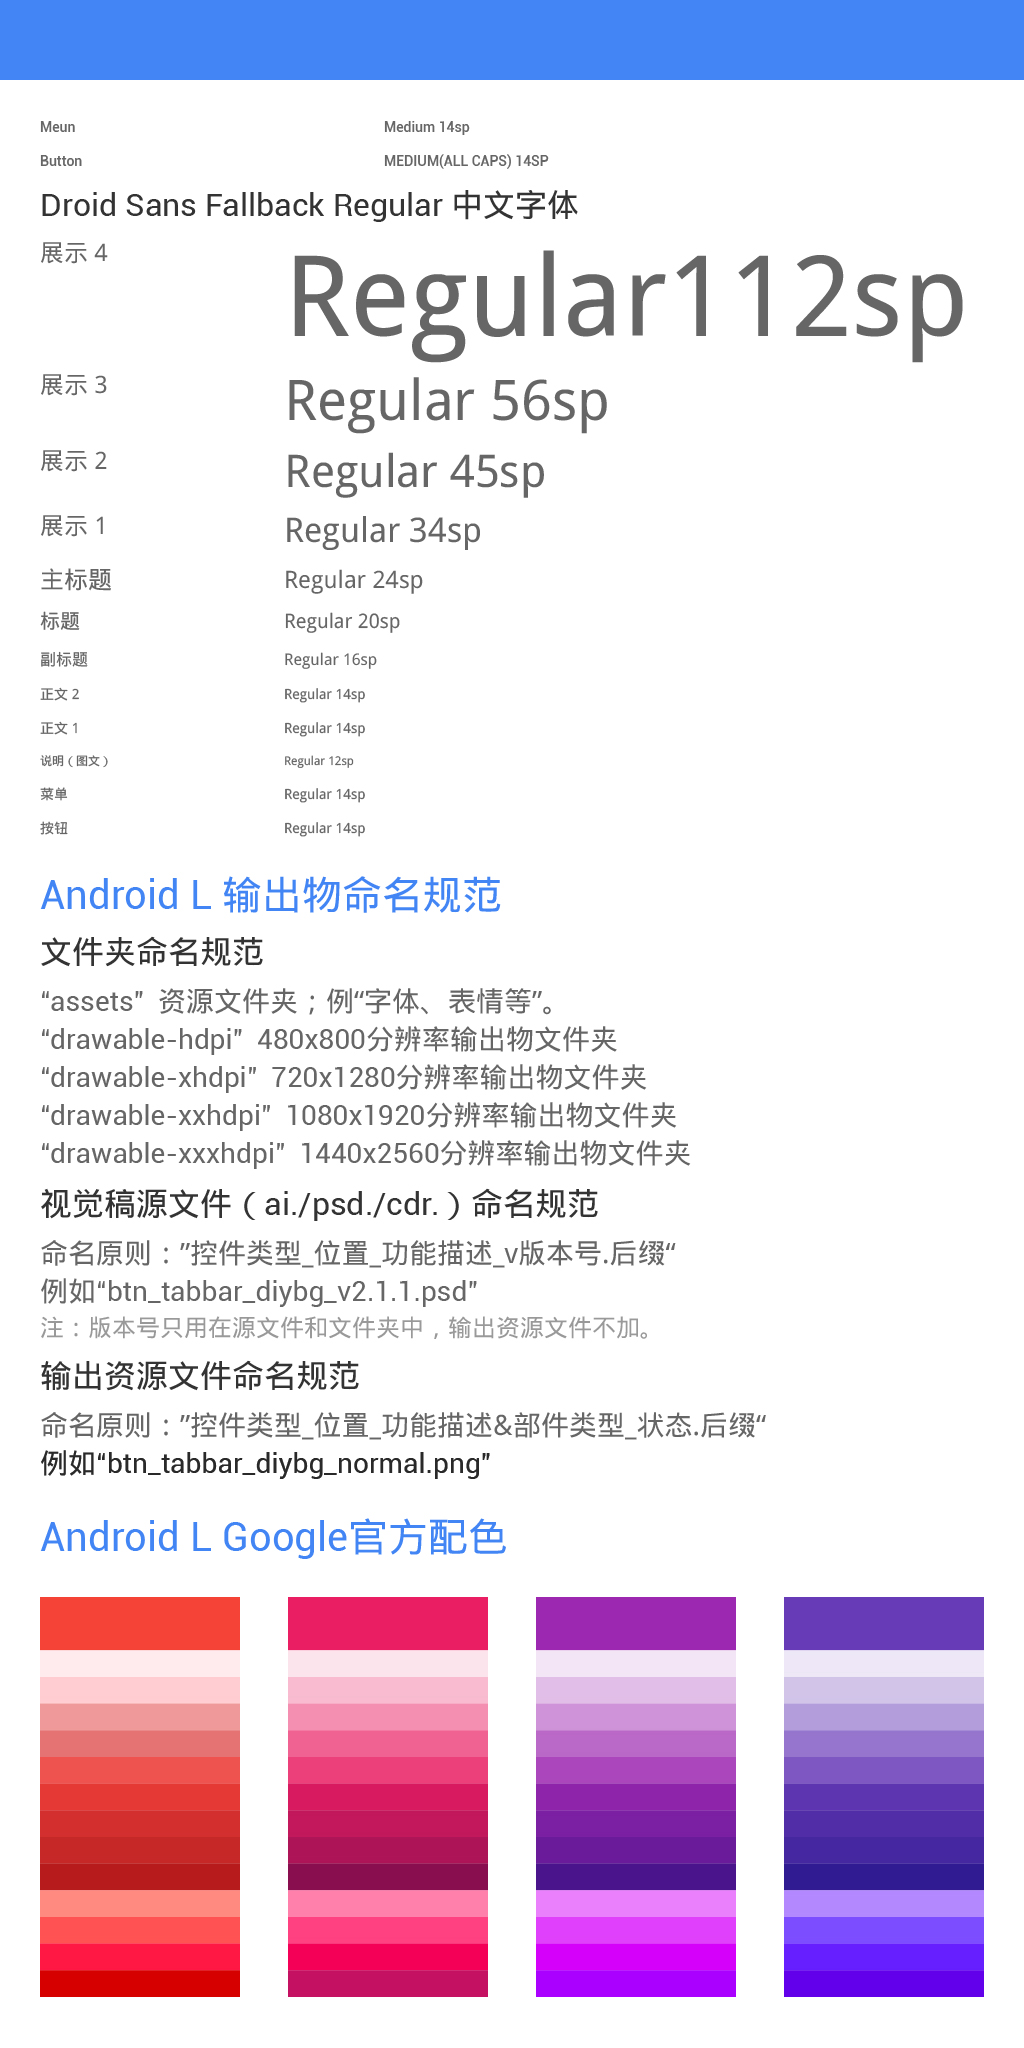 Meun Medium 14sp
Button MEDIUM(ALL CAPS) 14SP
Droid Sans Fallback Regular 中文字体
展示 4 Regular112sp
展示 3 Regular 56sp
展示 2 Regular 45sp
展示 1 Regular 34sp
主标题 Regular 24sp
标题 Regular 20sp
副标题 Regular 16sp
正文 2 Regular 14sp
正文 1 Regular 14sp
说明（图文） Regular 12sp
菜单 Regular 14sp
按钮 Regular 14sp
Android L 输出物命名规范
文件夹命名规范
“assets” 资源文件夹；例“字体、表情等”。
“drawable-hdpi” 480x800分辨率输出物文件夹
“drawable-xhdpi” 720x1280分辨率输出物文件夹
“drawable-xxhdpi” 1080x1920分辨率输出物文件夹
“drawable-xxxhdpi” 1440x2560分辨率输出物文件夹
视觉稿源文件（ai./psd./cdr.）命名规范
命名原则：”控件类型_位置_功能描述_v版本号.后缀“
例如“btn_tabbar_diybg_v2.1.1.psd”
注：版本号只用在源文件和文件夹中，输出资源文件不加。
输出资源文件命名规范
命名原则：”控件类型_位置_功能描述&部件类型_状态.后缀“
例如“btn_tabbar_diybg_normal.png”
Android L Google官方配色